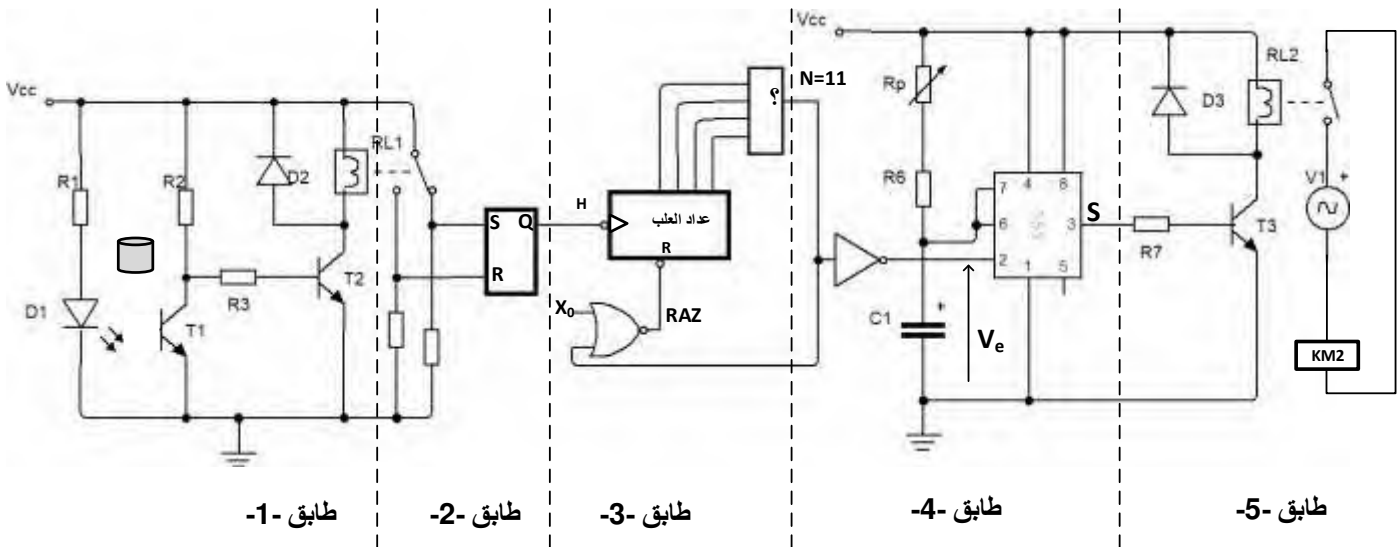 Vcc
R1
R2
D2
RL1
D1
T1
R3
T2
S Q
R
H
عداد العلب
R
X₀
RAZ
؟
N=11
Vcc
Rp
R6
C1
Vₑ
7
6
2
4
8
3
1
5
S
R7
D3
RL2
T3
V1
+
+
KM2
طابق -1-
طابق -2-
طابق -3-
طابق -4-
طابق -5-